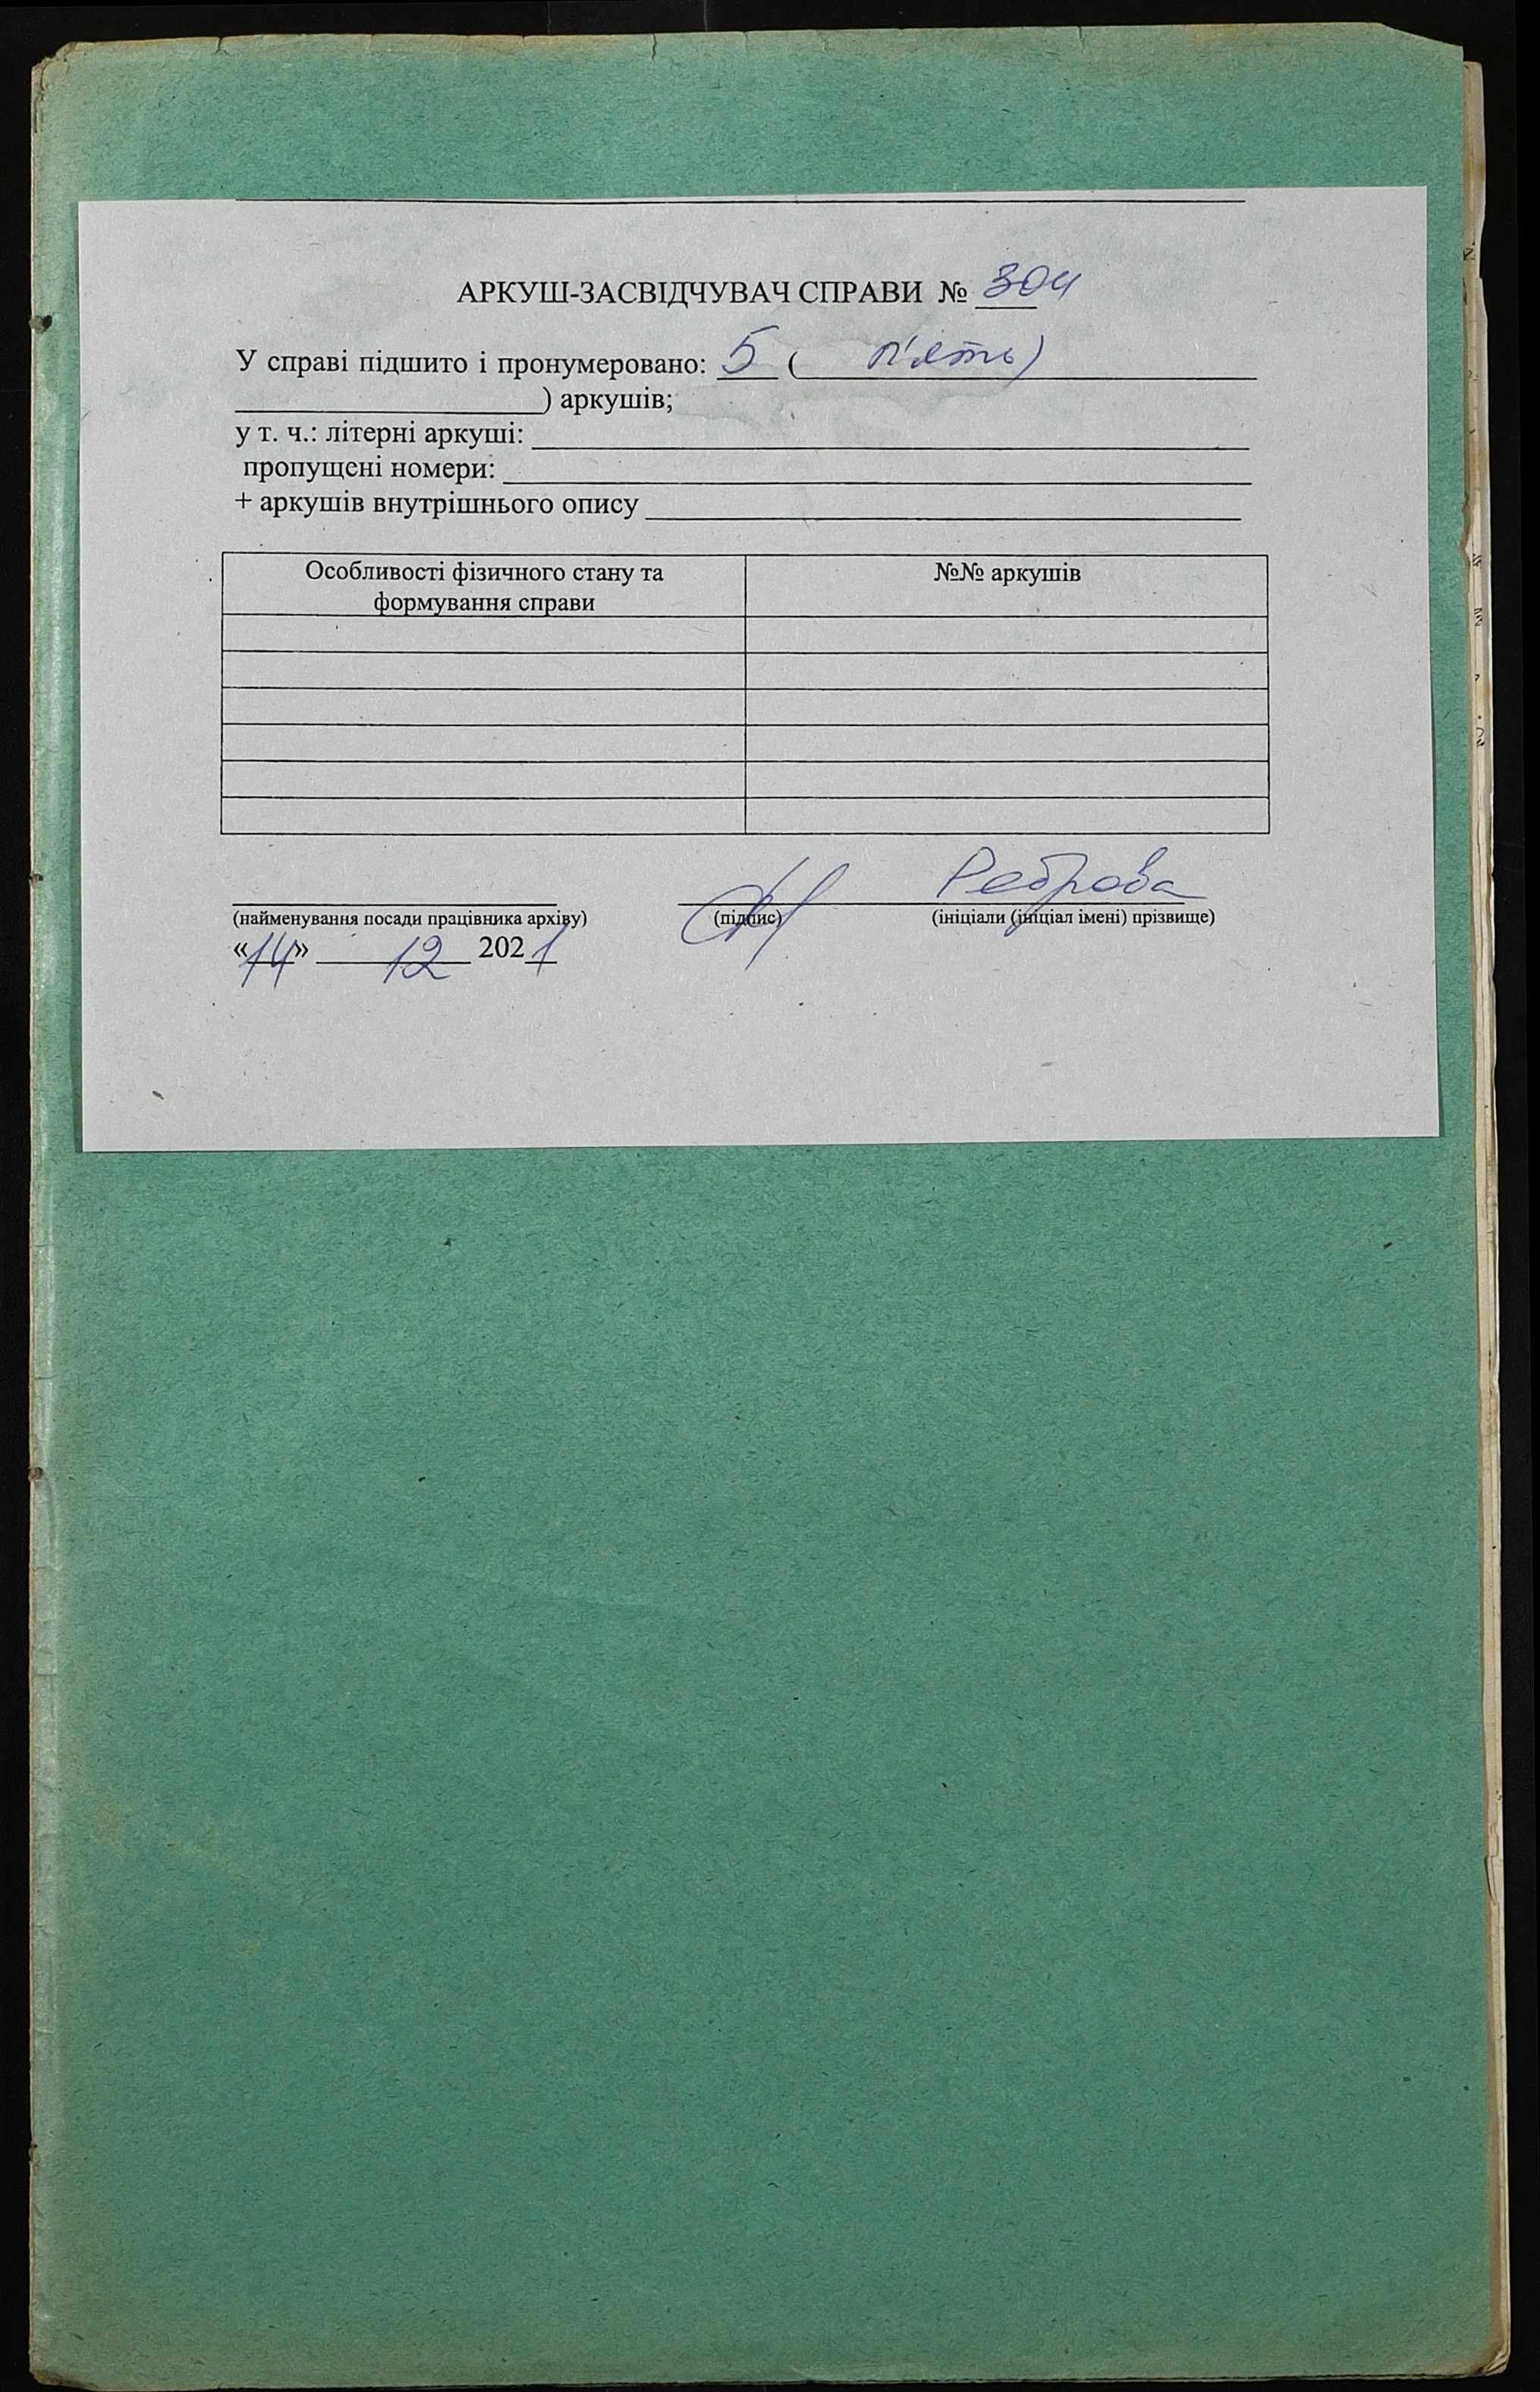 АРКУШ-ЗАСВІДЧУВАЧ СПРАВИ № 304
У справі підшито і пронумеровано: 5 ( п'ять)
) аркушів;
у т. ч.: літерні аркуші:
пропущені номери:
+ аркушів внутрішнього опису
Особливості фізичного стану та
формування справи
№№ аркушів
Реброва
(найменування посади працівника архіву) (підпис) (ініціали (ініціал імені) прізвище)
«14» 12 2021